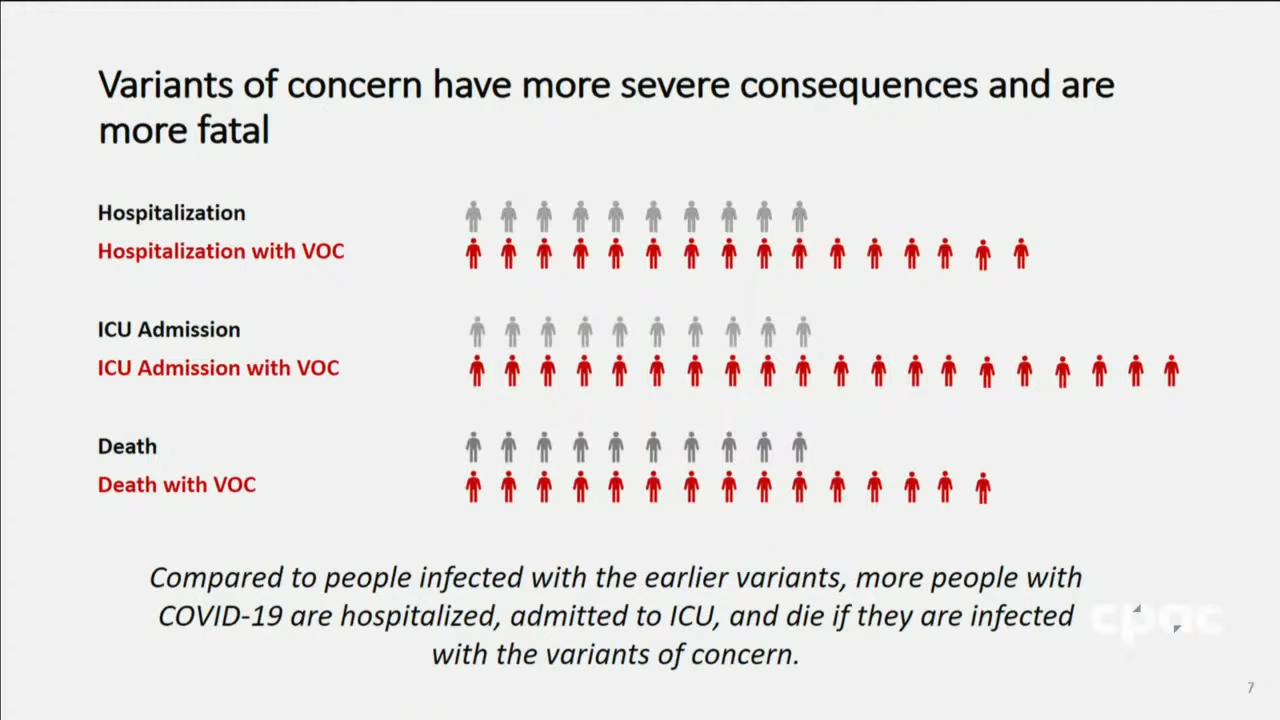 Variants of concern have more severe consequences and are
more fatal
Hospitalization
Hospitalization with VOC
ICU Admission
ICU Admission with VOC
Death
Death with VOC
Compared to people infected with the earlier variants, more people with
COVID-19 are hospitalized, admitted to ICU, and die if they are infected
with the variants of concern.
cpac
7